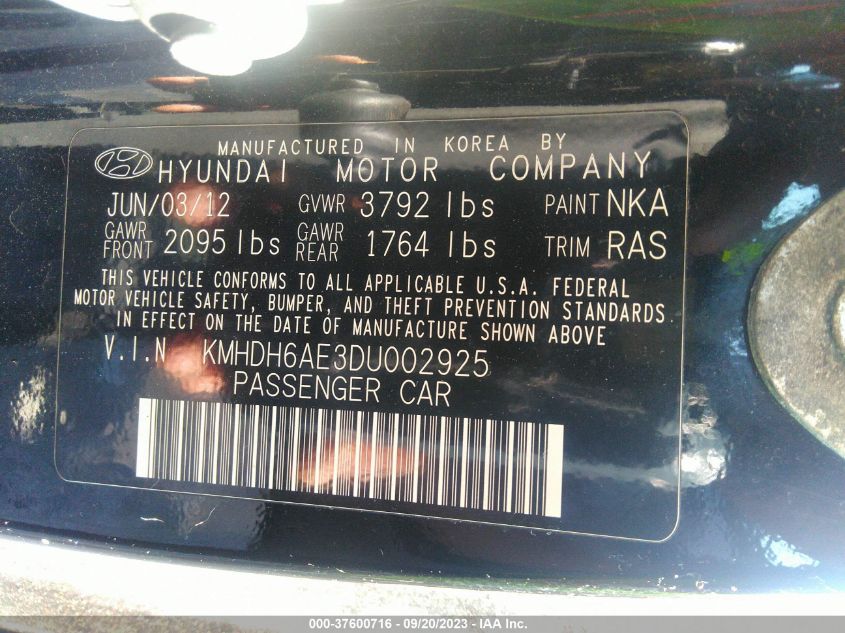 MANUFACTURED IN KOREA BY
HYUNDAI MOTOR COMPANY
JUN/03/12 GVWR 3792 lbs PAINT NKA
GAWR FRONT 2095 lbs GAWR REAR 1764 lbs TRIM RAS
THIS VEHICLE CONFORMS TO ALL APPLICABLE U.S.A. FEDERAL
MOTOR VEHICLE SAFETY, BUMPER, AND THEFT PREVENTION STANDARDS
IN EFFECT ON THE DATE OF MANUFACTURE SHOWN ABOVE
V.I.N KMHDH6AE3DU002925
PASSENGER CAR
000-37600716 - 09/20/2023 - IAA Inc.